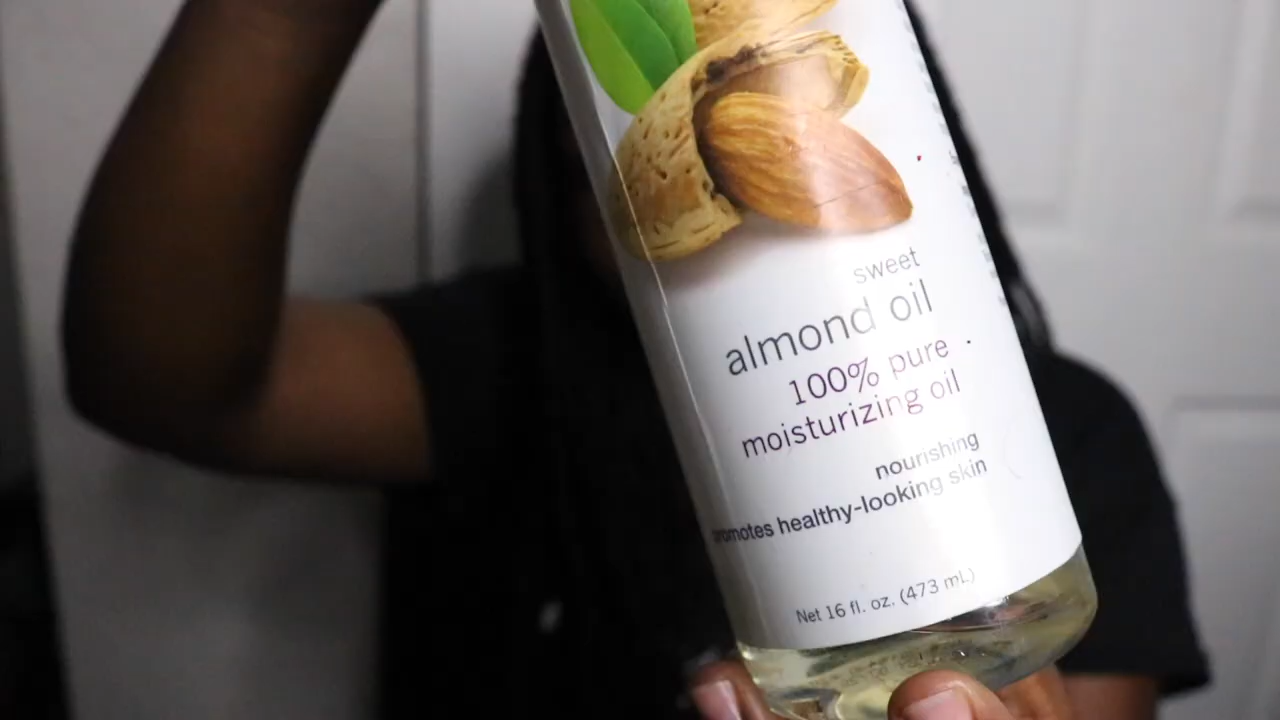 sweet
almond oil
100% pure
moisturizing oil
nourishing
promotes healthy-looking skin
Net 16 fl. oz. (473 mL)